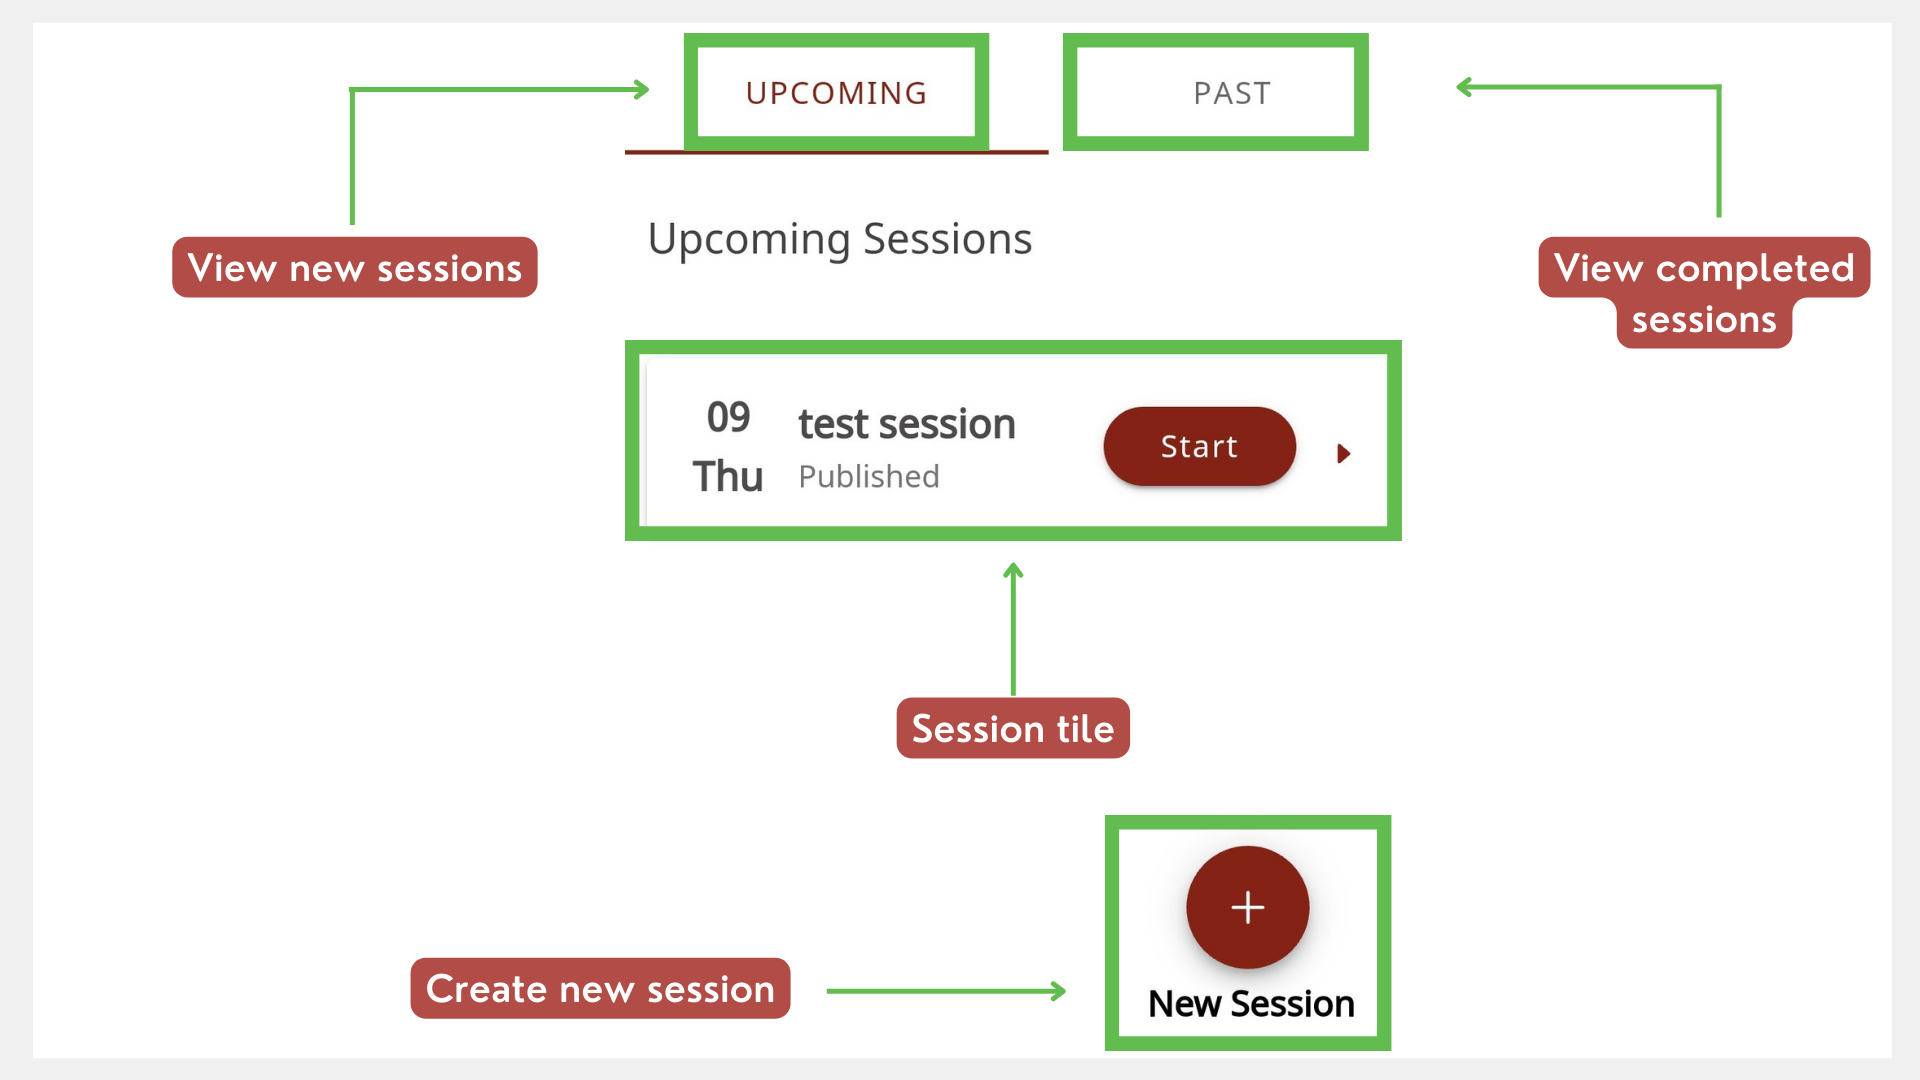 UPCOMING
PAST
View new sessions
Upcoming Sessions
View completed
sessions
09
Thu
test session
Published
Start
Session tile
Create new session
New Session